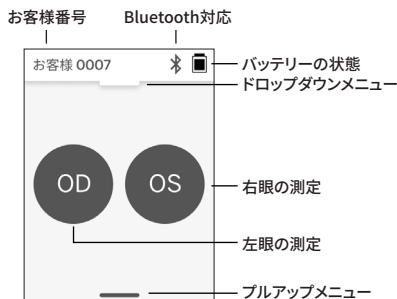 お客様番号 Bluetooth対応
お客様 0007
バッテリーの状態
ドロップダウンメニュー
OD OS
右眼の測定
左眼の測定
プルアップメニュー